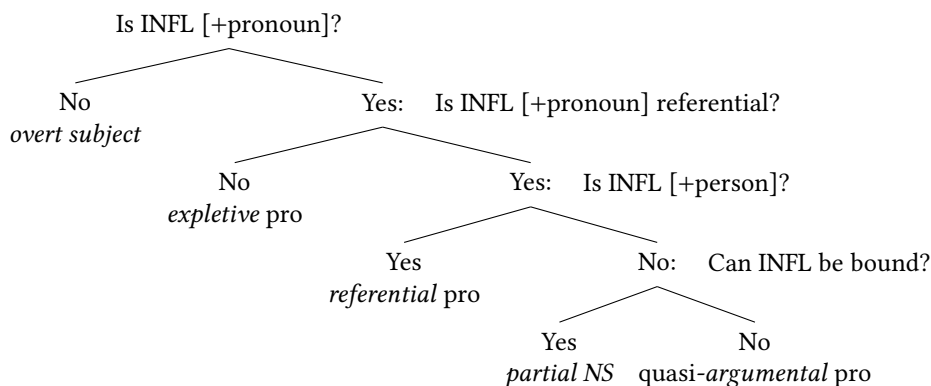 Is INFL [+pronoun]?
No
overt subject
Yes: Is INFL [+pronoun] referential?
No
expletive pro
Yes: Is INFL [+person]?
Yes
referential pro
No: Can INFL be bound?
Yes
partial NS
No
quasi-argumental pro